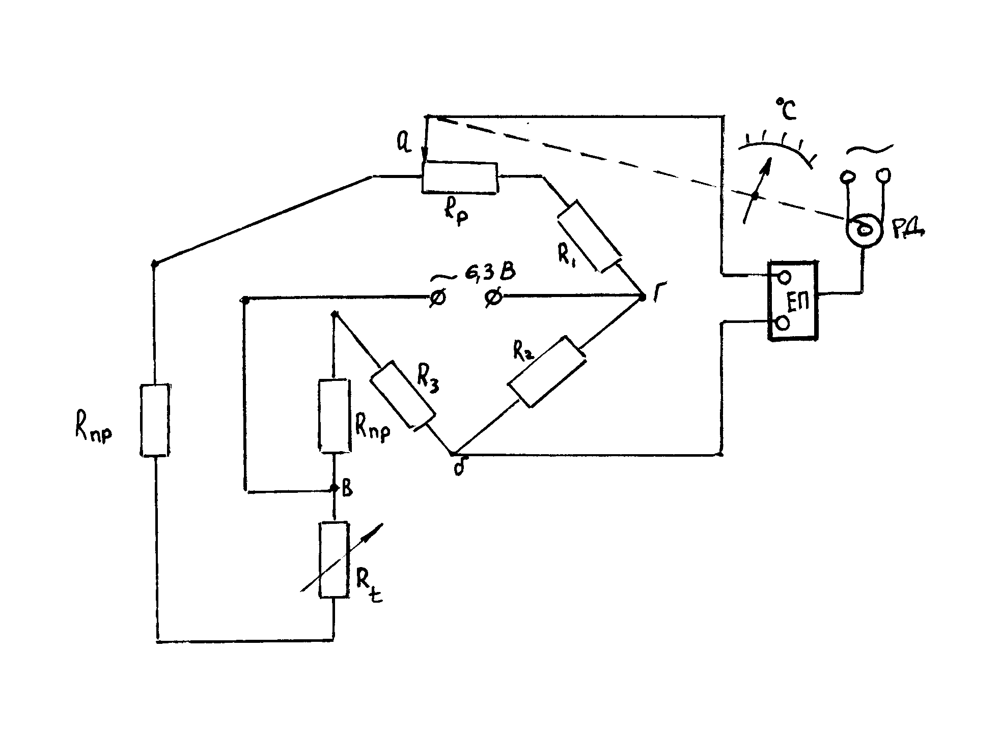 °C
~
a
Rр
РД
R1
~ 6,3 В
г
ЕП
R2
R3
Rпр
Rпр
б
В
Rt